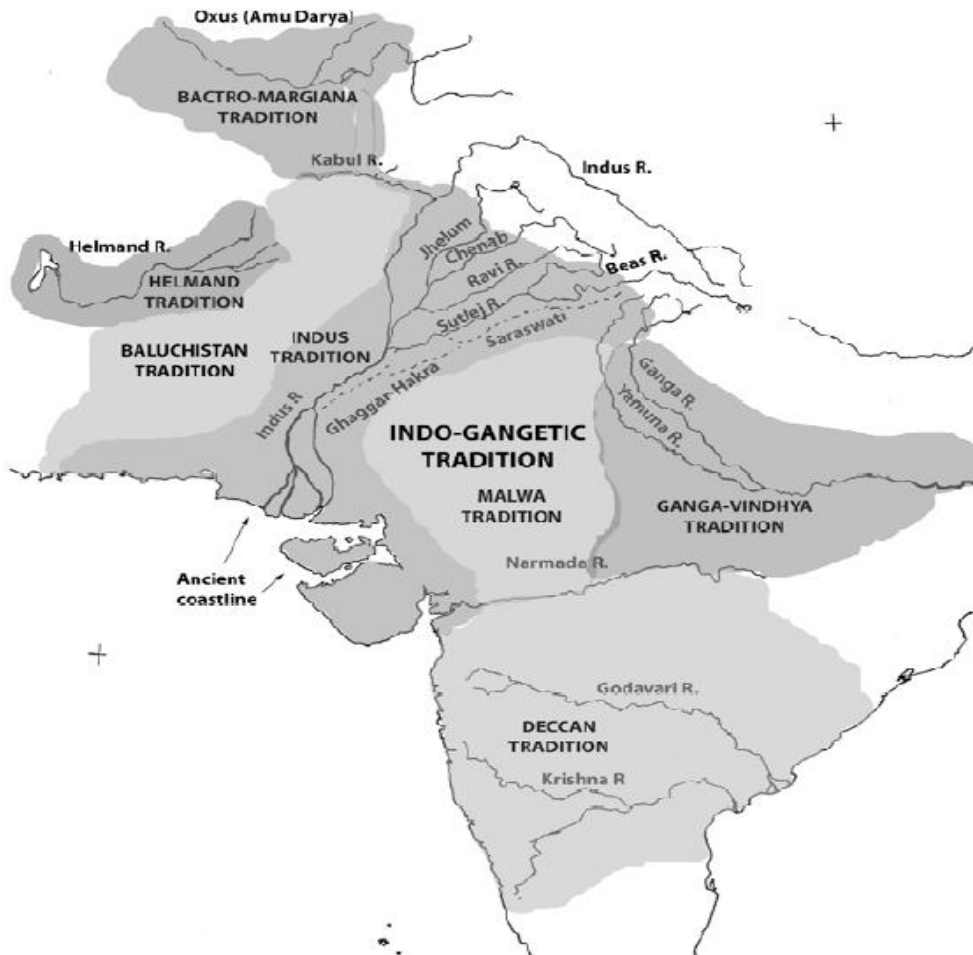 Oxus (Amu Darya)
BACTRO-MARGIANA
TRADITION
Kabul R.
Indus R.
Helmand R.
HELMAND
TRADITION
Jhelum
Chenab
Ravi R.
Beas R.
Sutlej R.
Saraswati
BALUCHISTAN
TRADITION
INDUS
TRADITION
Indus R
Ghaggar Hakra
Ganga R.
Yamuna R.
INDO-GANGETIC
TRADITION
MALWA
TRADITION
GANGA-VINDHYA
TRADITION
Narmada R.
Ancient
coastline
Godavari R.
DECCAN
TRADITION
Krishna R